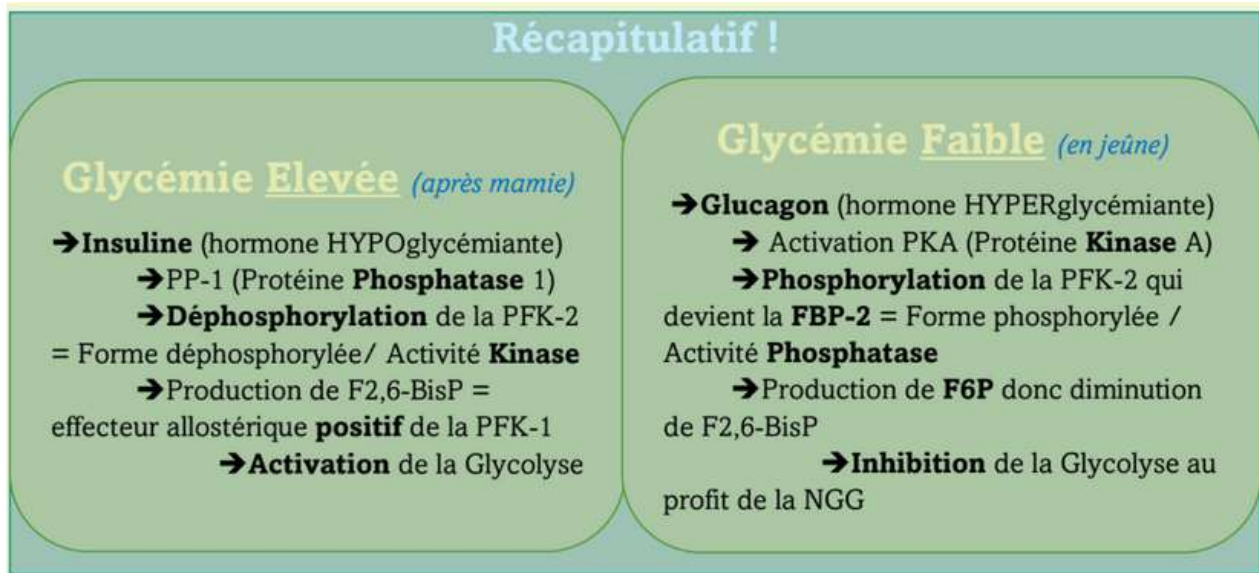 Récapitulatif !
Glycémie Elevée (après mamie)
➔Insuline (hormone HYPOglycémiante)
➔PP-1 (Protéine Phosphatase 1)
➔Déphosphorylation de la PFK-2
= Forme déphosphorylée/ Activité Kinase
➔Production de F2,6-BisP =
effecteur allostérique positif de la PFK-1
➔Activation de la Glycolyse
Glycémie Faible (en jeûne)
➔Glucagon (hormone HYPERglycémiante)
➔ Activation PKA (Protéine Kinase A)
➔Phosphorylation de la PFK-2 qui
devient la FBP-2 = Forme phosphorylée /
Activité Phosphatase
➔Production de F6P donc diminution
de F2,6-BisP
➔Inhibition de la Glycolyse au
profit de la NGG